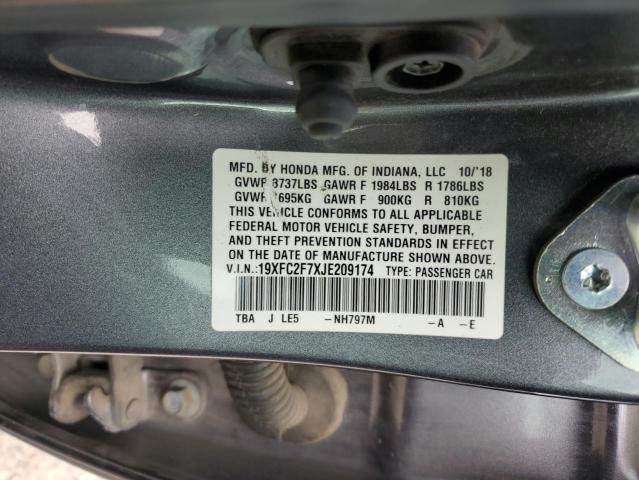 MFD. BY HONDA MFG. OF INDIANA, LLC 10/'18
GVWR 3737LBS GAWR F 1984LBS R 1786LBS
GVWR 1695KG GAWR F 900KG R 810KG
THIS VEHICLE CONFORMS TO ALL APPLICABLE
FEDERAL MOTOR VEHICLE SAFETY, BUMPER,
AND THEFT PREVENTION STANDARDS IN EFFECT
ON THE DATE OF MANUFACTURE SHOWN ABOVE.
V.I.N.:19XFC2F7XJE209174 TYPE: PASSENGER CAR
TBA J LE5 -NH797M -A -E